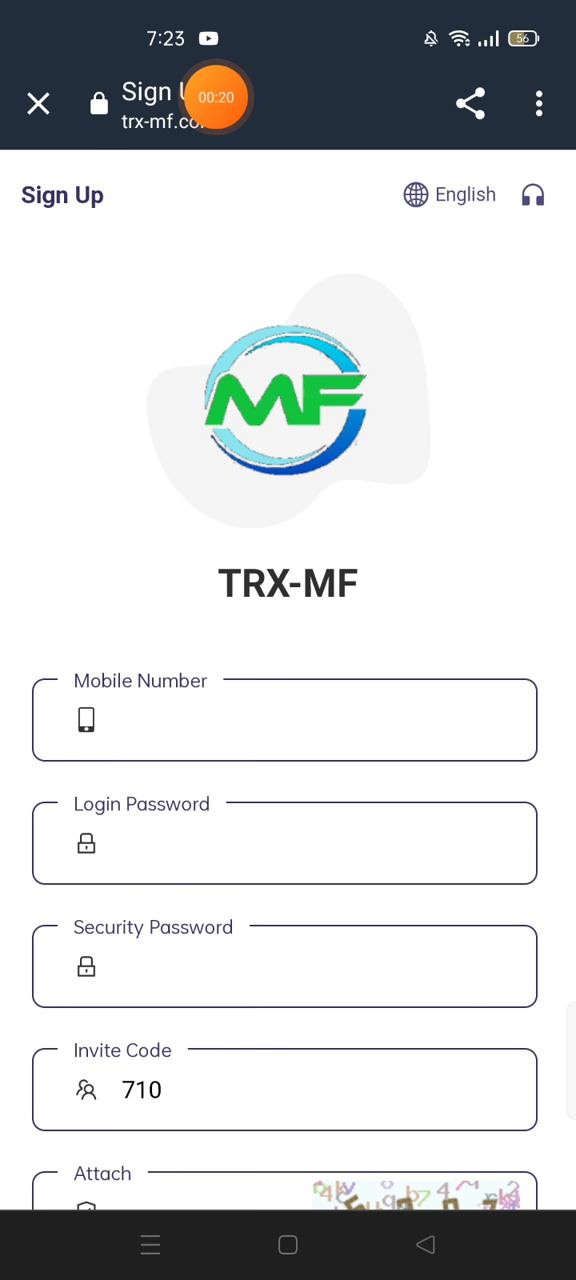 7:23
56
Sign
00:20
trx-mf.co
Sign Up
English
MF
TRX-MF
Mobile Number
Login Password
Security Password
Invite Code
710
Attach